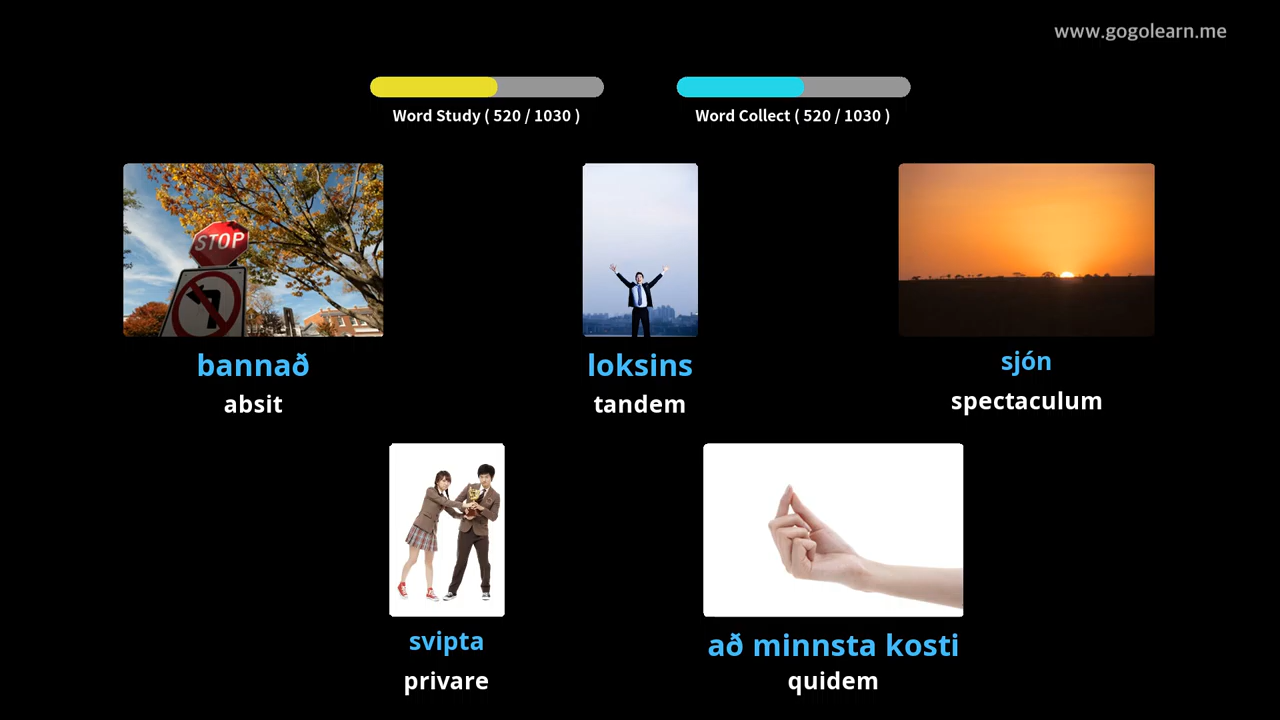 www.gogolearn.me
Word Study ( 520 / 1030 )
Word Collect ( 520 / 1030 )
STOP
bannað
absit
loksins
tandem
sjón
spectaculum
svipta
privare
að minnsta kosti
quidem